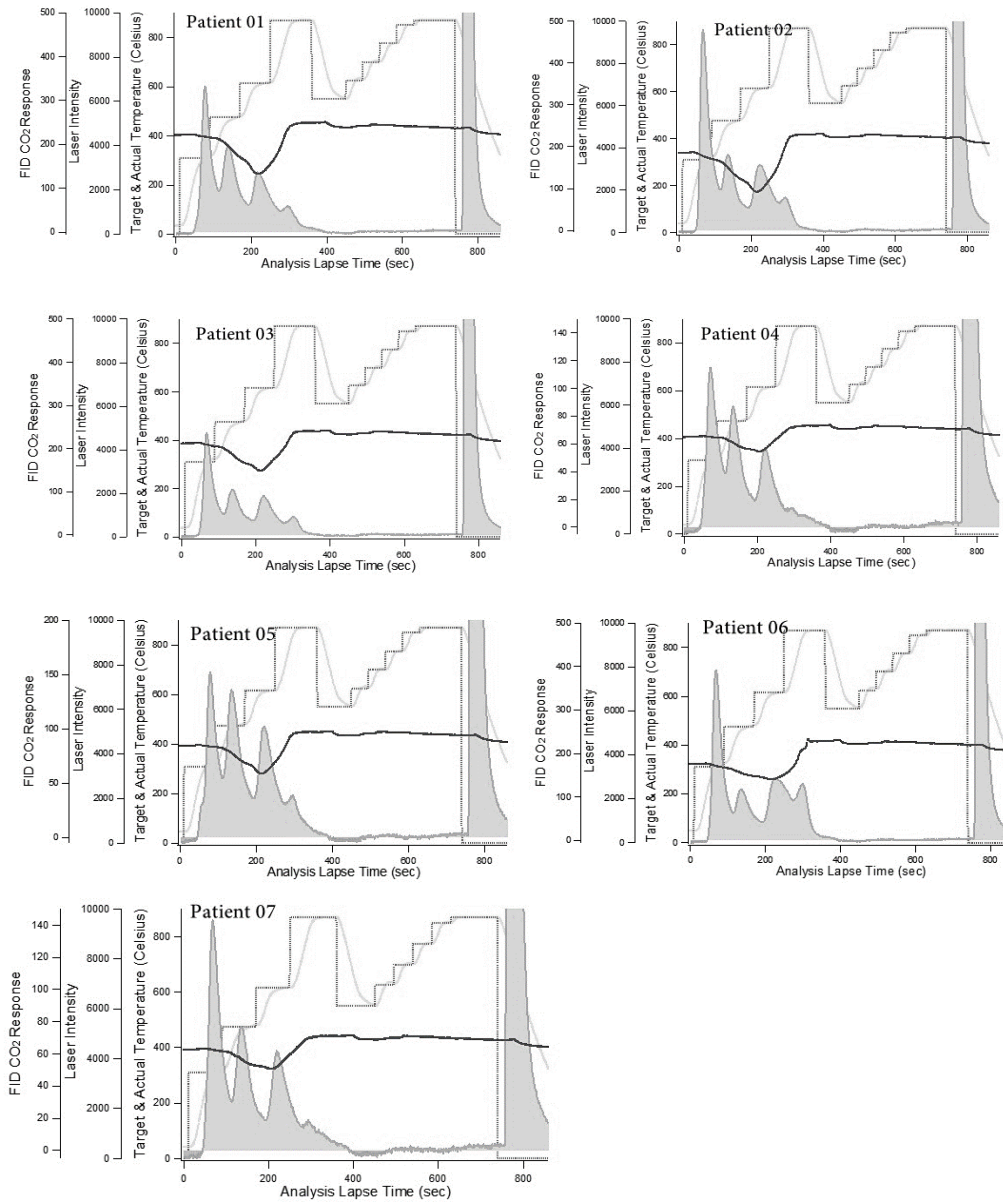 Patient 01
500
400
300
200
100
0
FID CO2 Response
10000
8000
6000
4000
2000
0
Laser Intensity
800
600
400
200
0
Target & Actual Temperature (Celsius)
0 200 400 600 800
Analysis Lapse Time (sec)
Patient 02
500
400
300
200
100
0
FID CO2 Response
10000
8000
6000
4000
2000
0
Laser Intensity
800
600
400
200
0
Target & Actual Temperature (Celsius)
0 200 400 600 800
Analysis Lapse Time (sec)
Patient 03
500
400
300
200
100
0
FID CO2 Response
10000
8000
6000
4000
2000
0
Laser Intensity
800
600
400
200
0
Target & Actual Temperature (Celsius)
0 200 400 600 800
Analysis Lapse Time (sec)
Patient 04
140
120
100
80
60
40
20
0
FID CO2 Response
10000
8000
6000
4000
2000
0
Laser Intensity
800
600
400
200
0
Target & Actual Temperature (Celsius)
0 200 400 600 800
Analysis Lapse Time (sec)
Patient 05
200
150
100
50
0
FID CO2 Response
10000
8000
6000
4000
2000
0
Laser Intensity
800
600
400
200
0
Target & Actual Temperature (Celsius)
0 200 400 600 800
Analysis Lapse Time (sec)
Patient 06
500
400
300
200
100
0
FID CO2 Response
10000
8000
6000
4000
2000
0
Laser Intensity
800
600
400
200
0
Target & Actual Temperature (Celsius)
0 200 400 600 800
Analysis Lapse Time (sec)
Patient 07
140
120
100
80
60
40
20
0
FID CO2 Response
10000
8000
6000
4000
2000
0
Laser Intensity
800
600
400
200
0
Target & Actual Temperature (Celsius)
0 200 400 600 800
Analysis Lapse Time (sec)